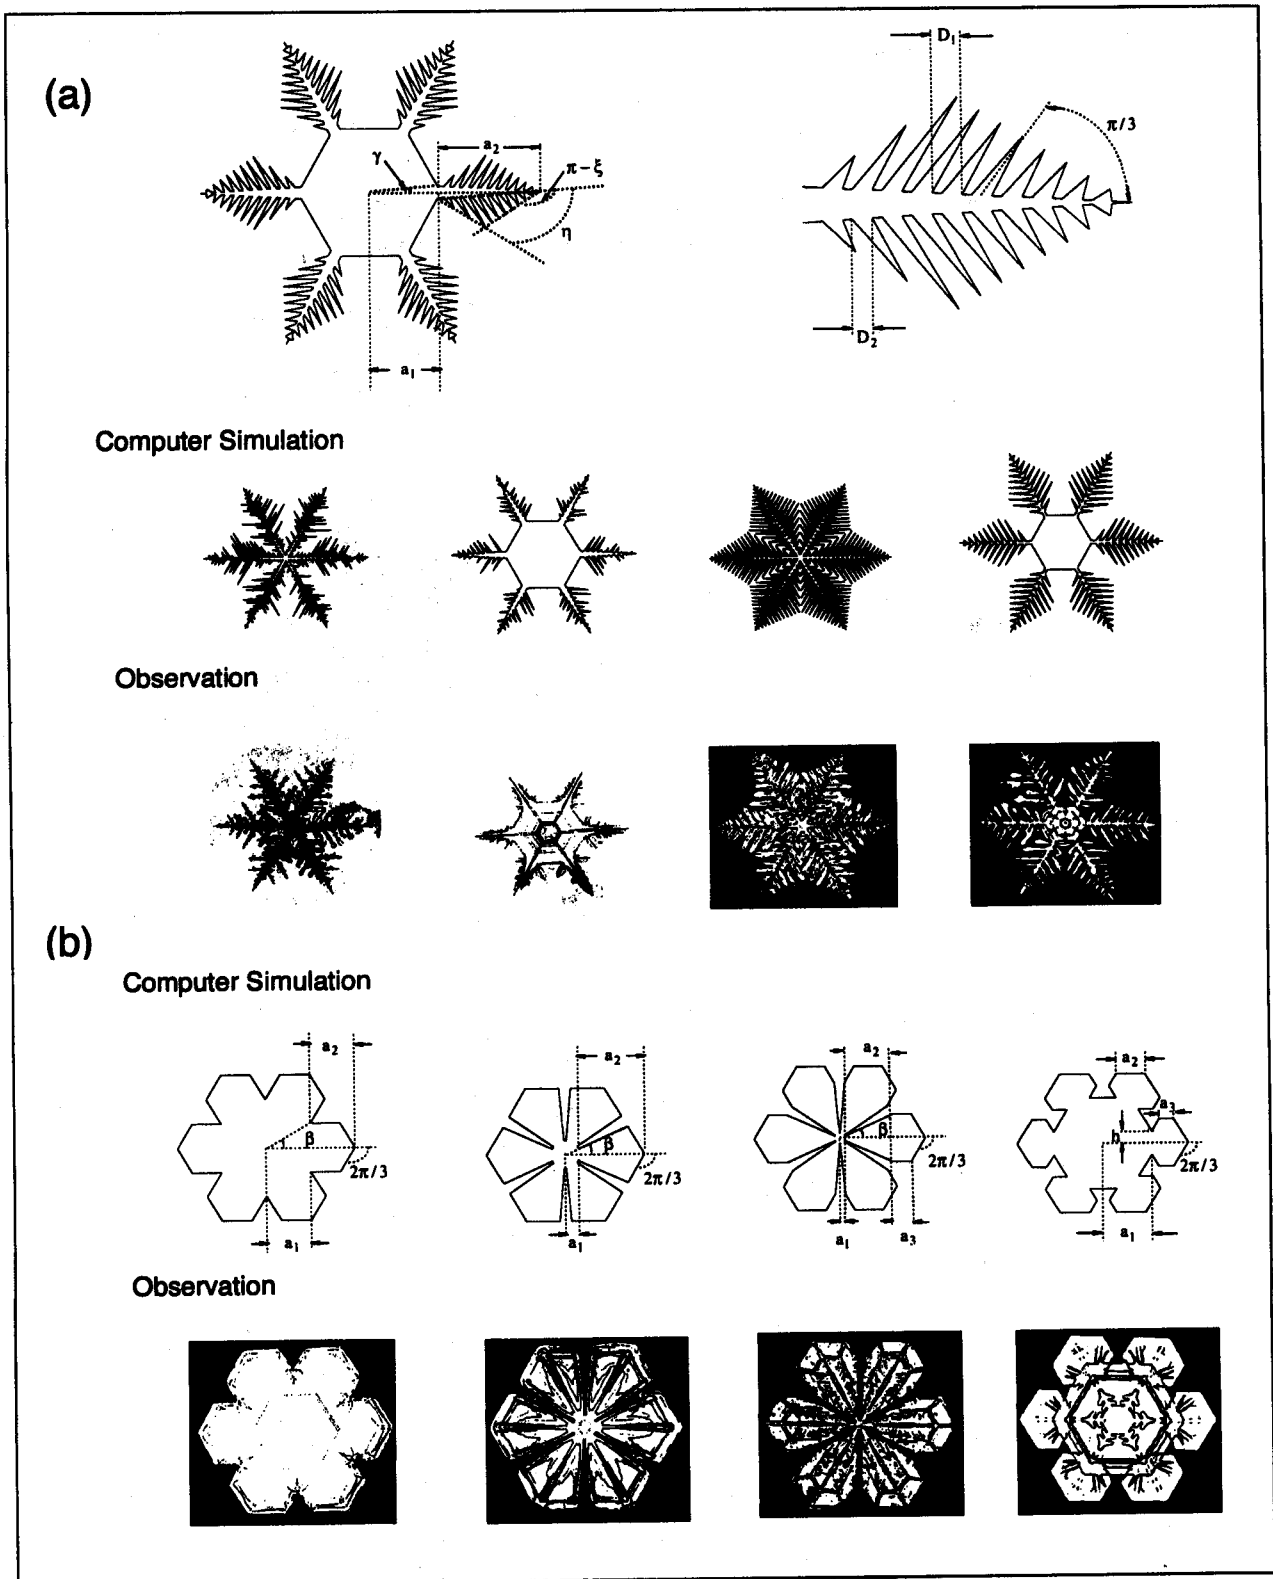 (a)
D₁
a₂
γ
π/3
π−ξ
η
D₂
a₁
Computer Simulation
Observation
(b)
Computer Simulation
a₂
β
2π/3
a₁
a₂
β
2π/3
a₁
a₂
β
2π/3
a₁
a₃
a₂
a₃
b
2π/3
a₁
Observation